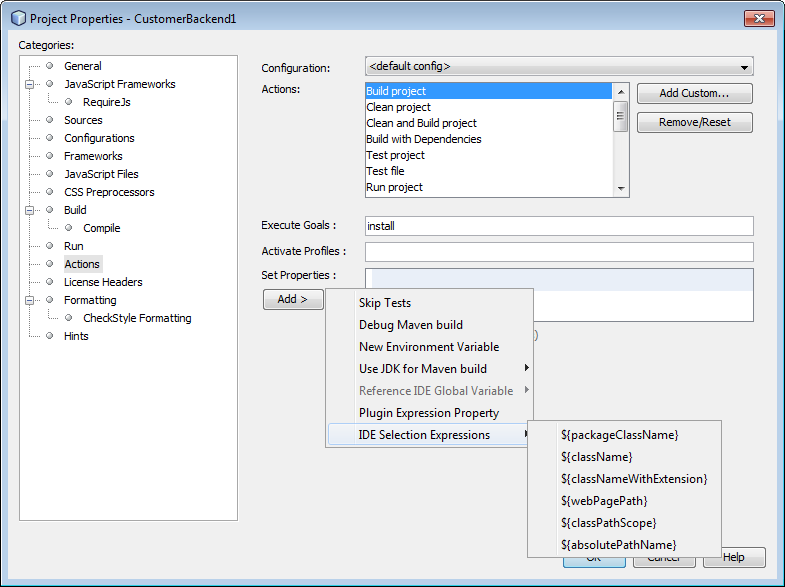 Project Properties - CustomerBackend1
Categories:
General
JavaScript Frameworks
RequireJs
Sources
Configurations
Frameworks
JavaScript Files
CSS Preprocessors
Build
Compile
Run
Actions
License Headers
Formatting
CheckStyle Formatting
Hints
Configuration:
<default config>
Actions:
Build project
Clean project
Clean and Build project
Build with Dependencies
Test project
Test file
Run project
Add Custom...
Remove/Reset
Execute Goals :
install
Activate Profiles :
Set Properties :
Add >
)
Skip Tests
Debug Maven build
New Environment Variable
Use JDK for Maven build
Reference IDE Global Variable
Plugin Expression Property
IDE Selection Expressions
${packageClassName}
${className}
${classNameWithExtension}
${webPagePath}
${classPathScope}
${absolutePathName}
OK
Cancel
Help